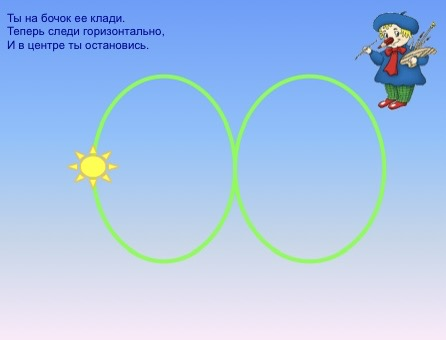 Ты на бочок ее клади.
Теперь следи горизонтально,
И в центре ты остановись.